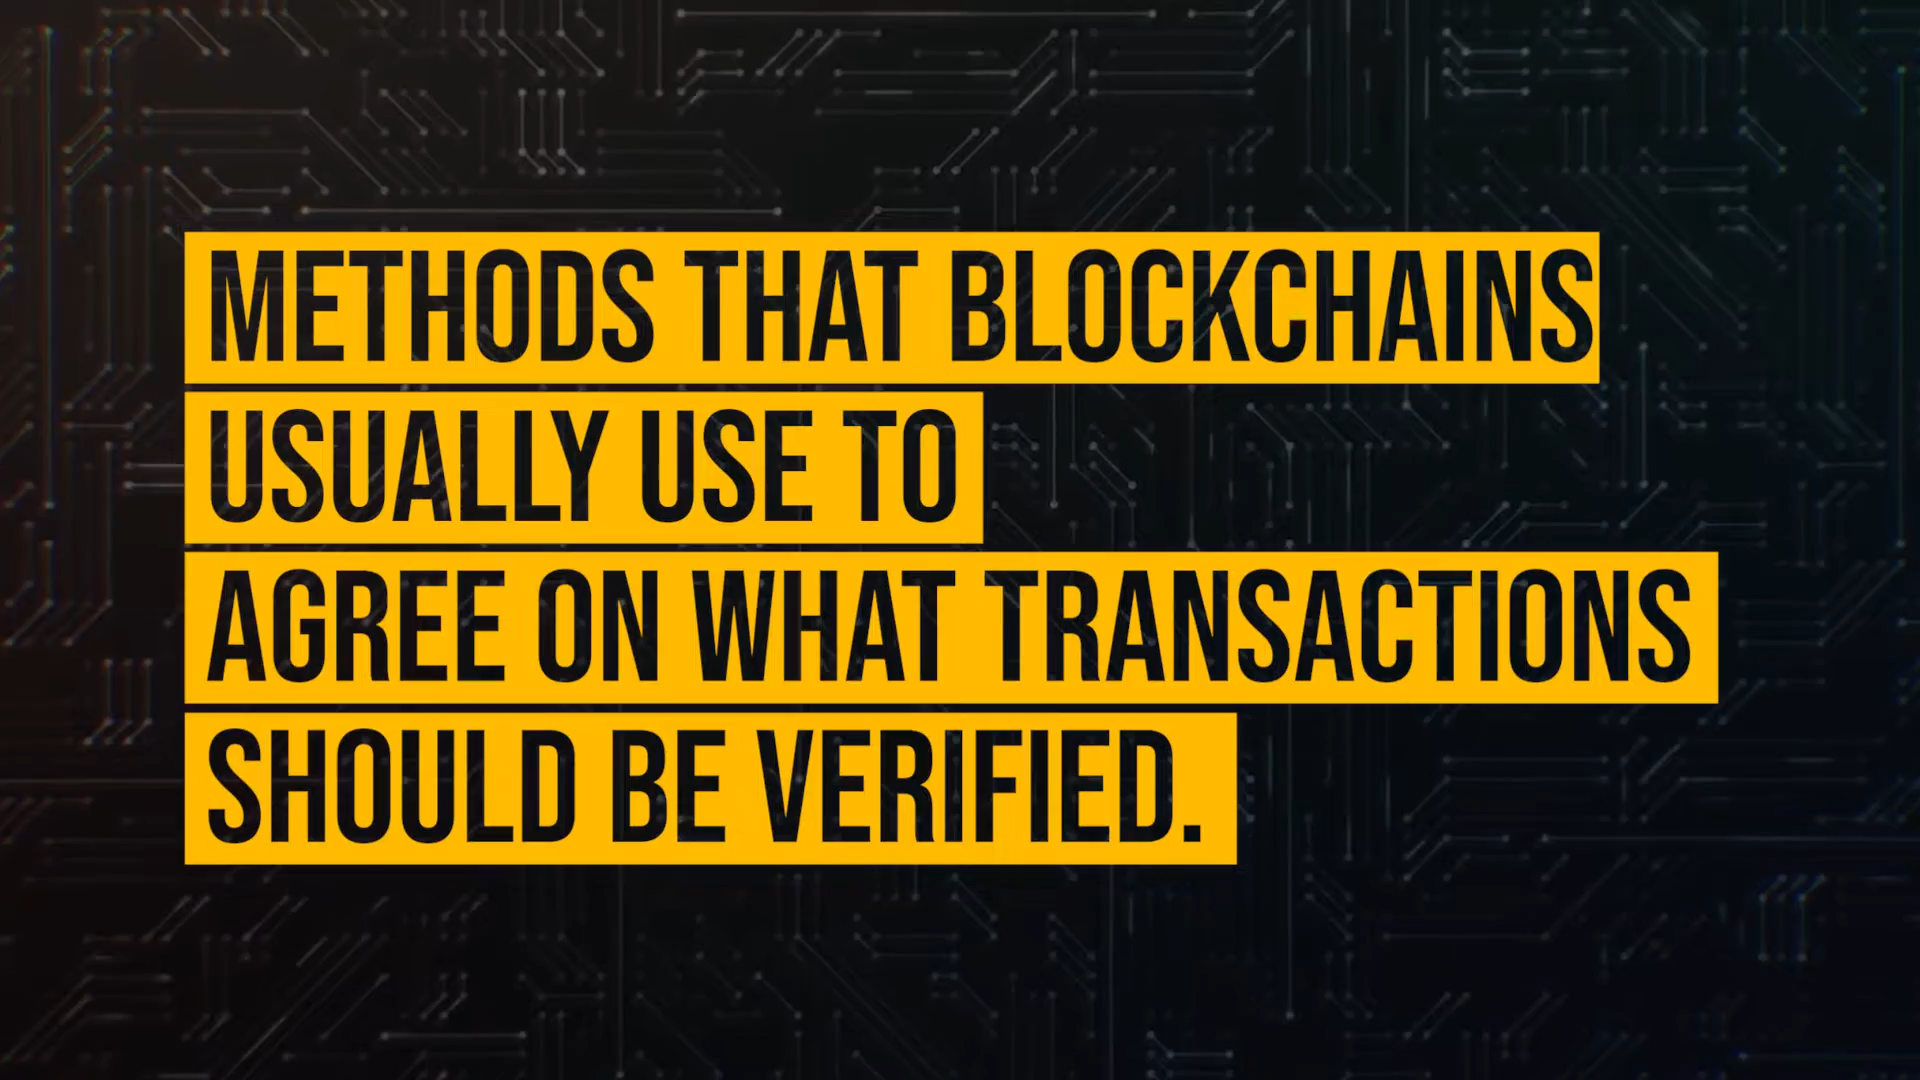 METHODS THAT BLOCKCHAINS
USUALLY USE TO
AGREE ON WHAT TRANSACTIONS
SHOULD BE VERIFIED.